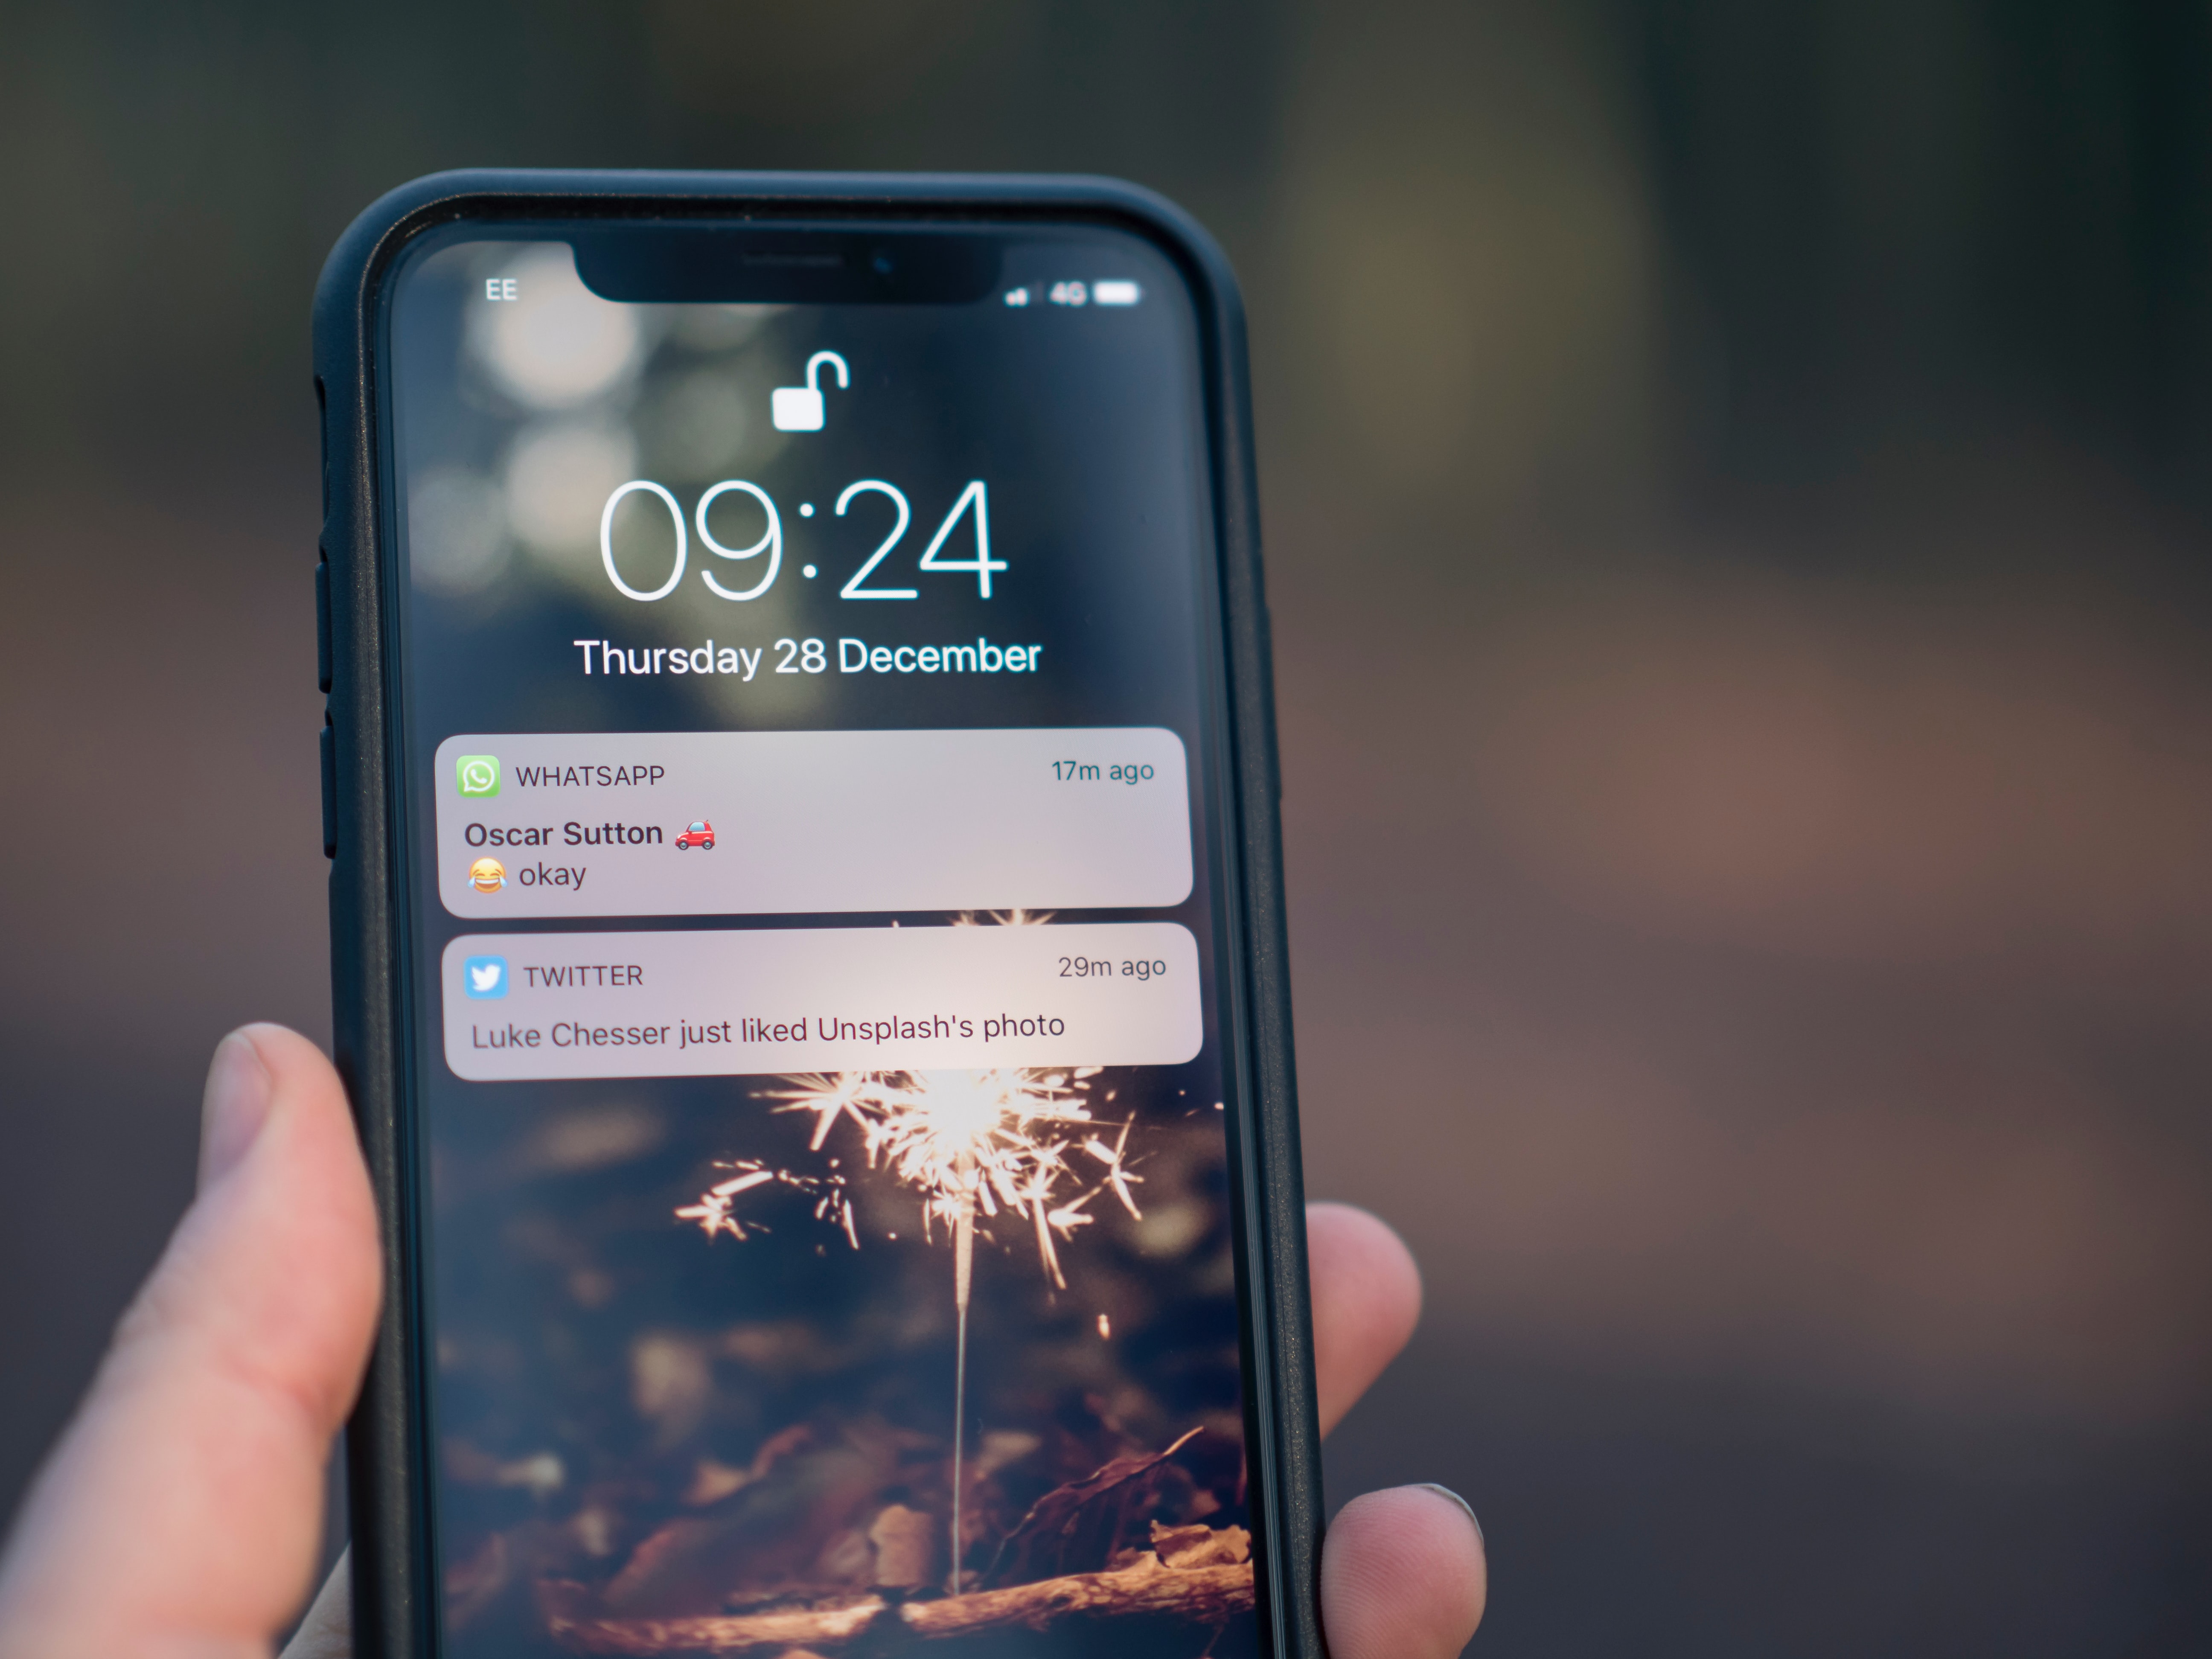 EE 4G
09:24
Thursday 28 December
WHATSAPP 17m ago
Oscar Sutton 🚗
😂 okay
TWITTER 29m ago
Luke Chesser just liked Unsplash's photo